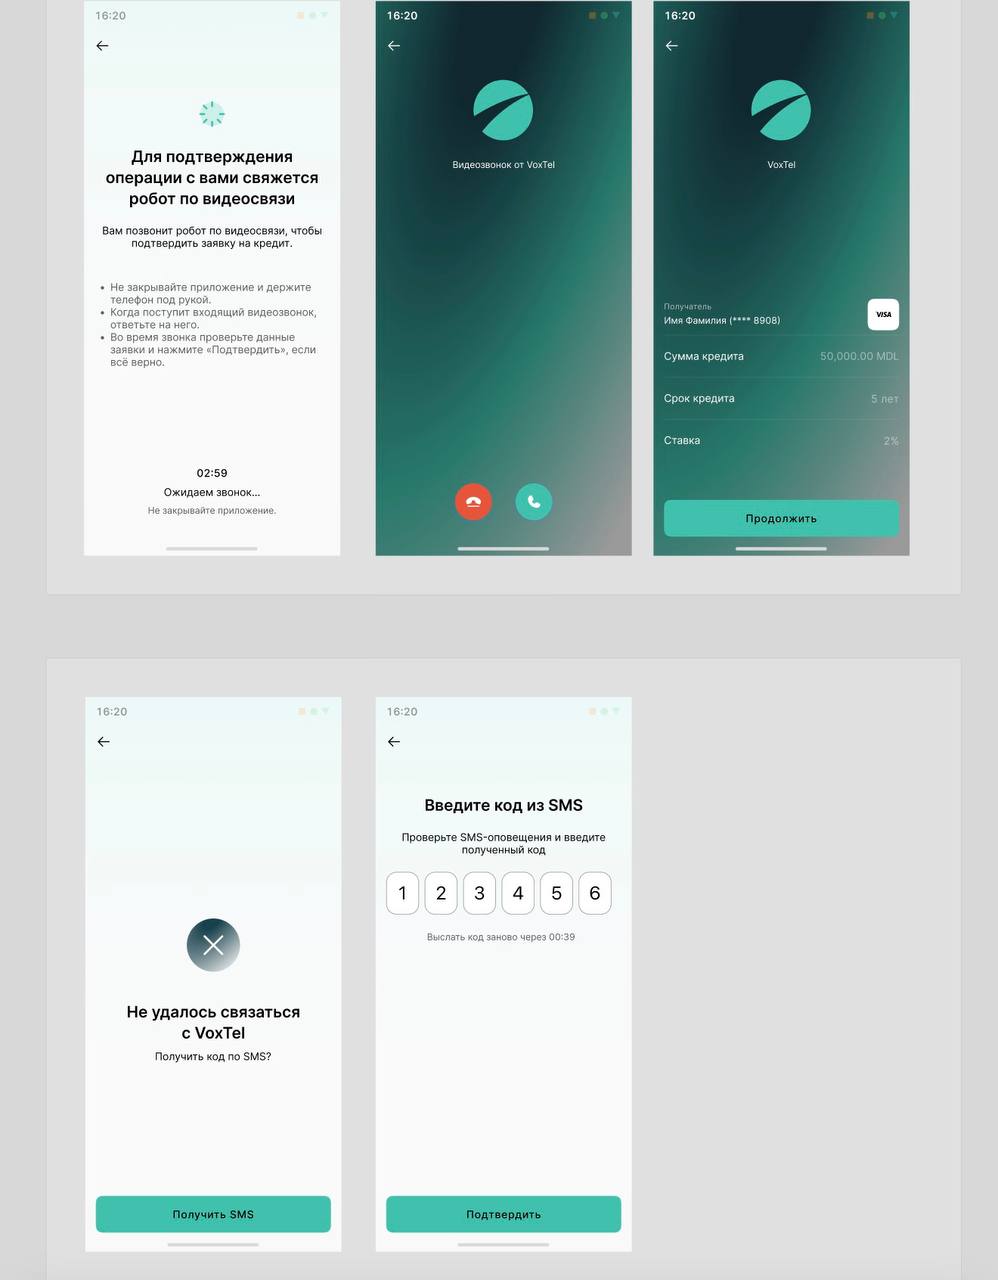 16:20
Для подтверждения
операции с вами свяжется
робот по видеосвязи
Вам позвонит робот по видеосвязи, чтобы
подтвердить заявку на кредит.
• Не закрывайте приложение и держите
телефон под рукой.
• Когда поступит входящий видеозвонок,
ответьте на него.
• Во время звонка проверьте данные
заявки и нажмите «Подтвердить», если
всё верно.
02:59
Ожидаем звонок...
Не закрывайте приложение.
16:20
Видеозвонок от VoxTel
16:20
VoxTel
Получатель
Имя Фамилия (**** 8908)
VISA
Сумма кредита 50,000.00 MDL
Срок кредита 5 лет
Ставка 2%
Продолжить
16:20
Не удалось связаться
с VoxTel
Получить код по SMS?
Получить SMS
16:20
Введите код из SMS
Проверьте SMS-оповещения и введите
полученный код
1 2 3 4 5 6
Выслать код заново через 00:39
Подтвердить